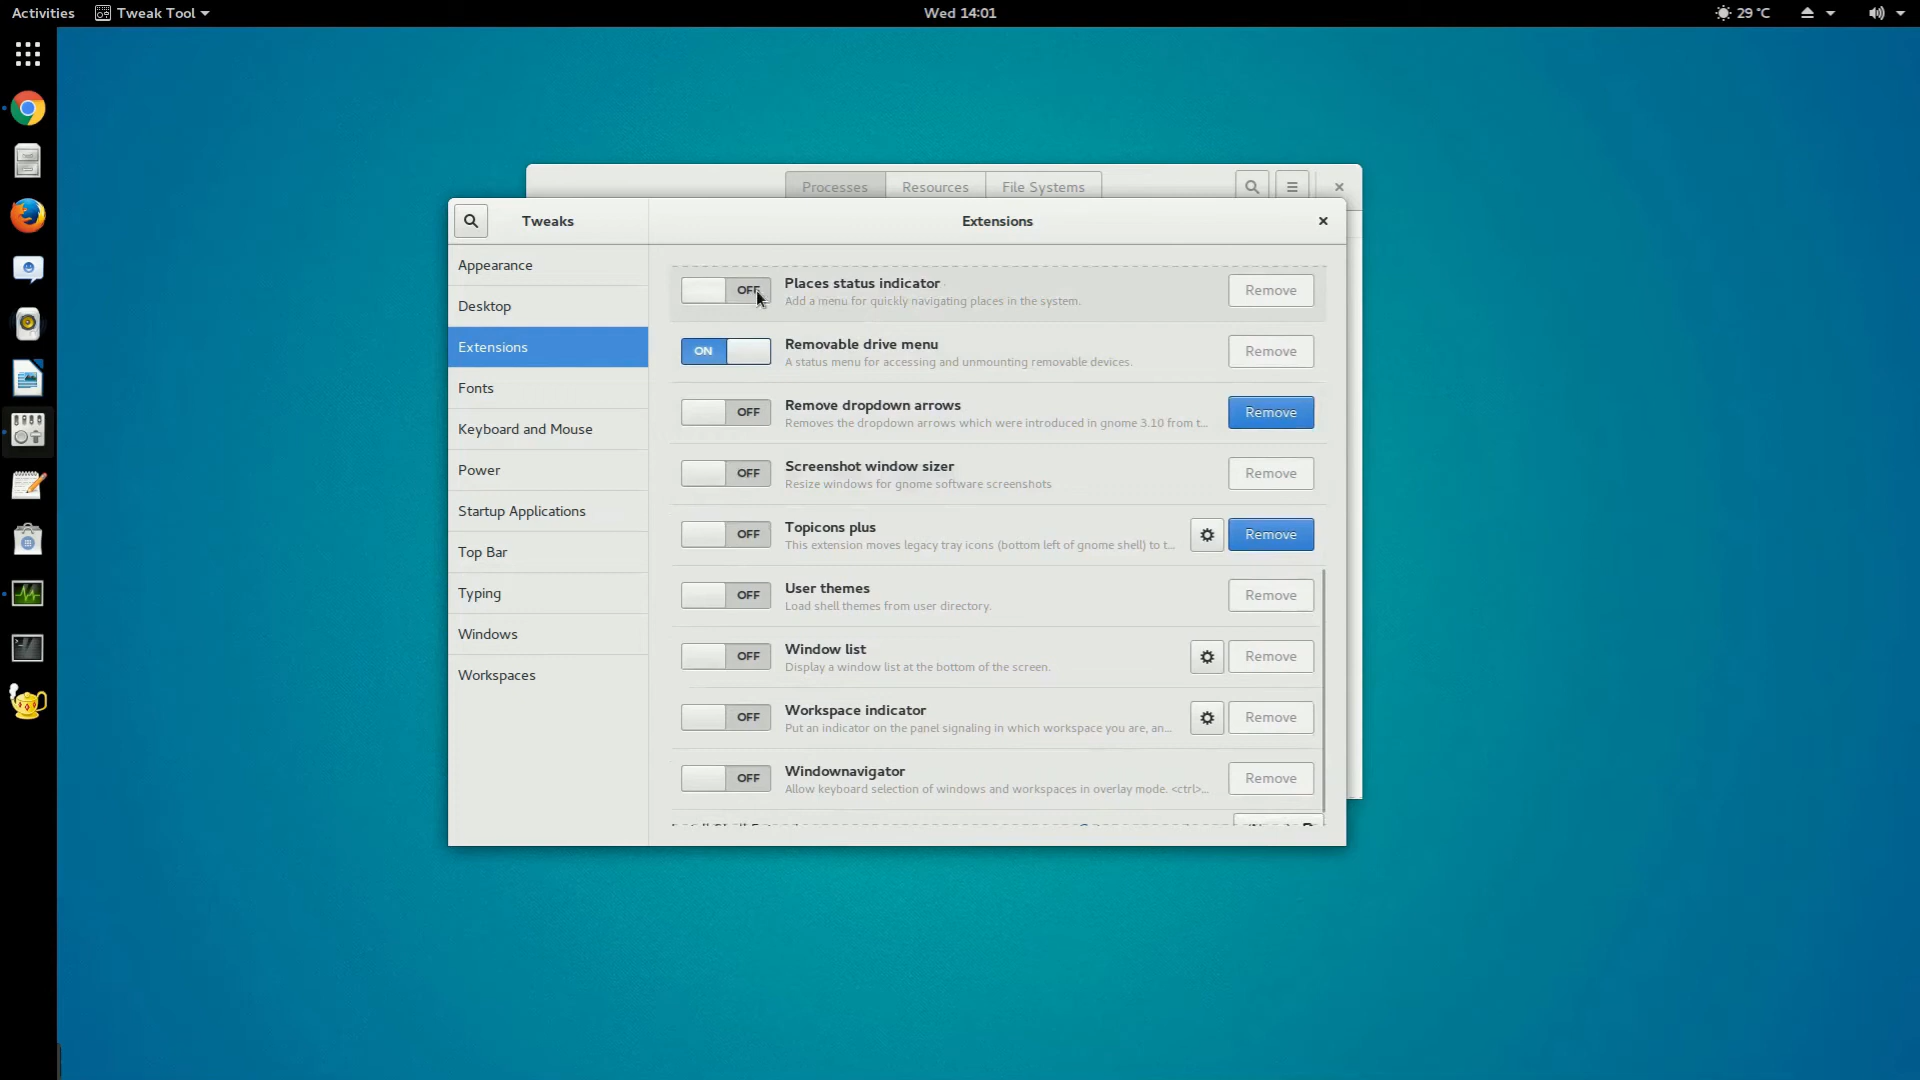 Activities
Tweak Tool
Wed 14:01
29 °C
Processes
Resources
File Systems
Tweaks
Extensions
Appearance
Desktop
Extensions
Fonts
Keyboard and Mouse
Power
Startup Applications
Top Bar
Typing
Windows
Workspaces
OFF
Places status indicator
Add a menu for quickly navigating places in the system.
Remove
ON
Removable drive menu
A status menu for accessing and unmounting removable devices.
Remove
OFF
Remove dropdown arrows
Removes the dropdown arrows which were introduced in gnome 3.10 from t...
Remove
OFF
Screenshot window sizer
Resize windows for gnome software screenshots
Remove
OFF
Topicons plus
This extension moves legacy tray icons (bottom left of gnome shell) to t...
Remove
OFF
User themes
Load shell themes from user directory.
Remove
OFF
Window list
Display a window list at the bottom of the screen.
Remove
OFF
Workspace indicator
Put an indicator on the panel signaling in which workspace you are, an...
Remove
OFF
Windownavigator
Allow keyboard selection of windows and workspaces in overlay mode. <ctrl>...
Remove